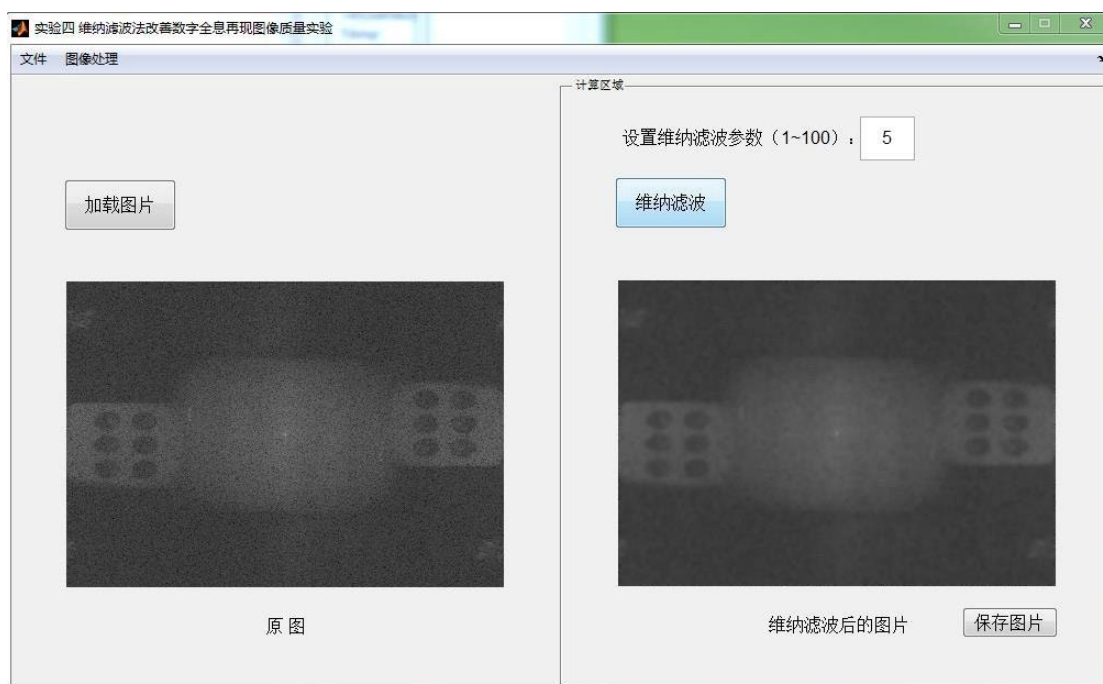 实验四 维纳滤波法改善数字全息再现图像质量实验
文件 图像处理
计算区域
设置维纳滤波参数（1~100）： 5
加载图片
维纳滤波
原 图
维纳滤波后的图片
保存图片